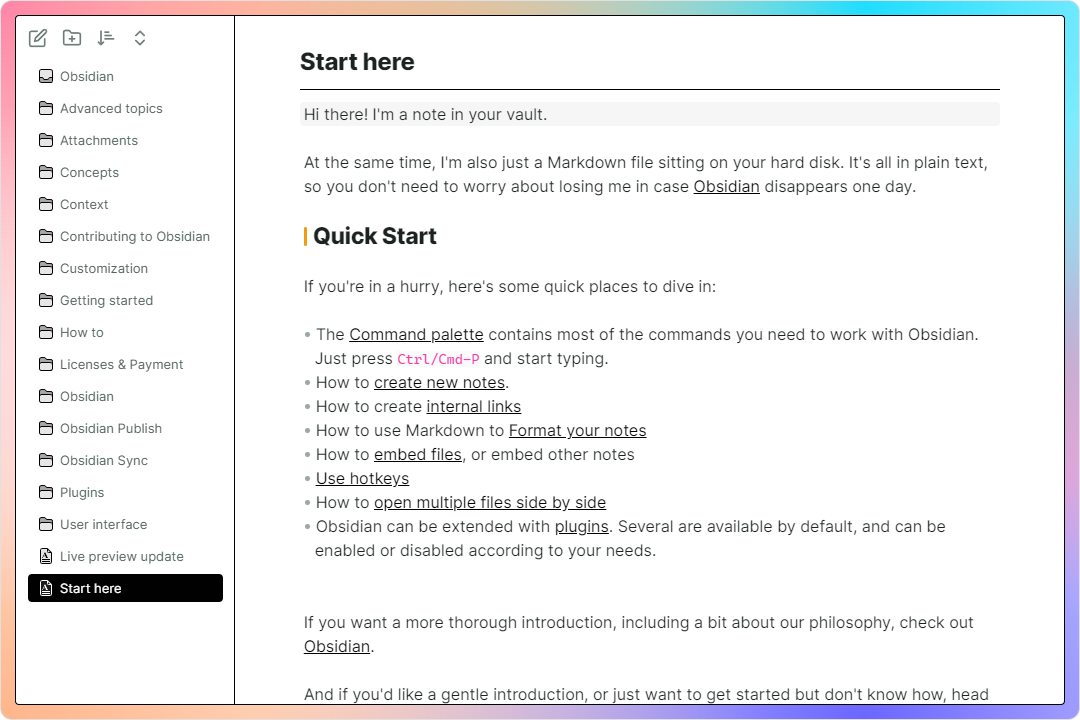 Obsidian
Advanced topics
Attachments
Concepts
Context
Contributing to Obsidian
Customization
Getting started
How to
Licenses & Payment
Obsidian
Obsidian Publish
Obsidian Sync
Plugins
User interface
Live preview update
Start here
Start here
Hi there! I'm a note in your vault.
At the same time, I'm also just a Markdown file sitting on your hard disk. It's all in plain text,
so you don't need to worry about losing me in case Obsidian disappears one day.
Quick Start
If you're in a hurry, here's some quick places to dive in:
• The Command palette contains most of the commands you need to work with Obsidian.
Just press Ctrl/Cmd-P and start typing.
• How to create new notes.
• How to create internal links
• How to use Markdown to Format your notes
• How to embed files, or embed other notes
• Use hotkeys
• How to open multiple files side by side
• Obsidian can be extended with plugins. Several are available by default, and can be
enabled or disabled according to your needs.
If you want a more thorough introduction, including a bit about our philosophy, check out
Obsidian.
And if you'd like a gentle introduction, or just want to get started but don't know how, head